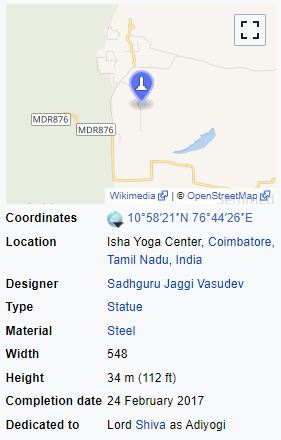 MDR876
MDR876
Wikimedia | © OpenStreetMap
Coordinates 10°58′21″N 76°44′26″E
Location Isha Yoga Center, Coimbatore,
Tamil Nadu, India
Designer Sadhguru Jaggi Vasudev
Type Statue
Material Steel
Width 548
Height 34 m (112 ft)
Completion date 24 February 2017
Dedicated to Lord Shiva as Adiyogi